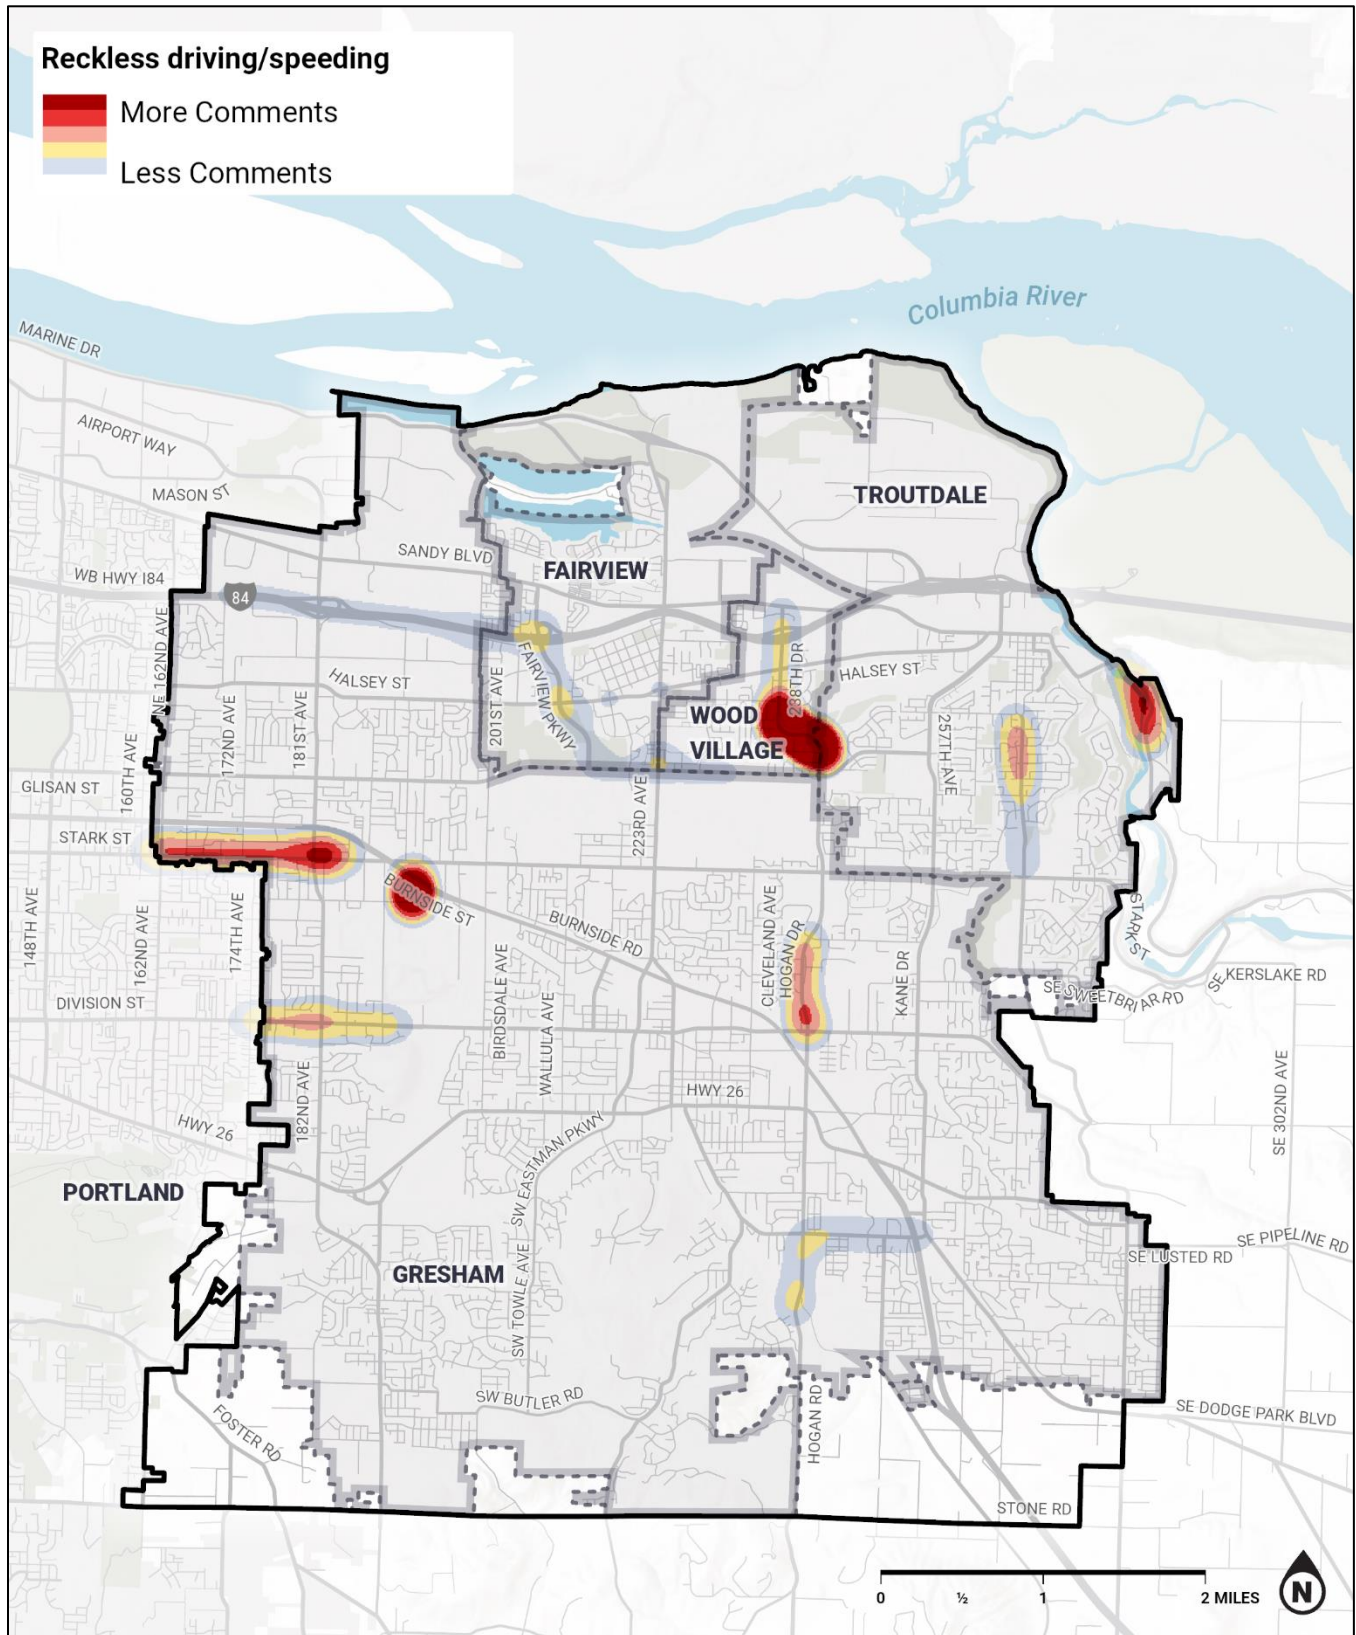 Reckless driving/speeding
More Comments
Less Comments
Columbia River
MARINE DR
AIRPORT WAY
MASON ST
SANDY BLVD
TROUTDALE
FAIRVIEW
WB HWY I84
84
NE 162ND AVE
HALSEY ST
201ST AVE
FAIRVIEW PKWY
238TH DR
HALSEY ST
WOOD
VILLAGE
160TH AVE
172ND AVE
181ST AVE
257TH AVE
GLISAN ST
223RD AVE
STARK ST
BURNSIDE ST
BURNSIDE RD
148TH AVE
162ND AVE
174TH AVE
BIRDSDALE AVE
WALLULA AVE
CLEVELAND AVE
HOGAN DR
KANE DR
STARK ST
SE KERSLAKE RD
SE SWEETBRIAR RD
DIVISION ST
182ND AVE
HWY 26
HWY 26
SW EASTMAN PKWY
SE 302ND AVE
PORTLAND
GRESHAM
SW TOWLE AVE
SE LUSTED RD
SE PIPELINE RD
SW BUTLER RD
HOGAN RD
FOSTER RD
SE DODGE PARK BLVD
STONE RD
0 ½ 1 2 MILES
N